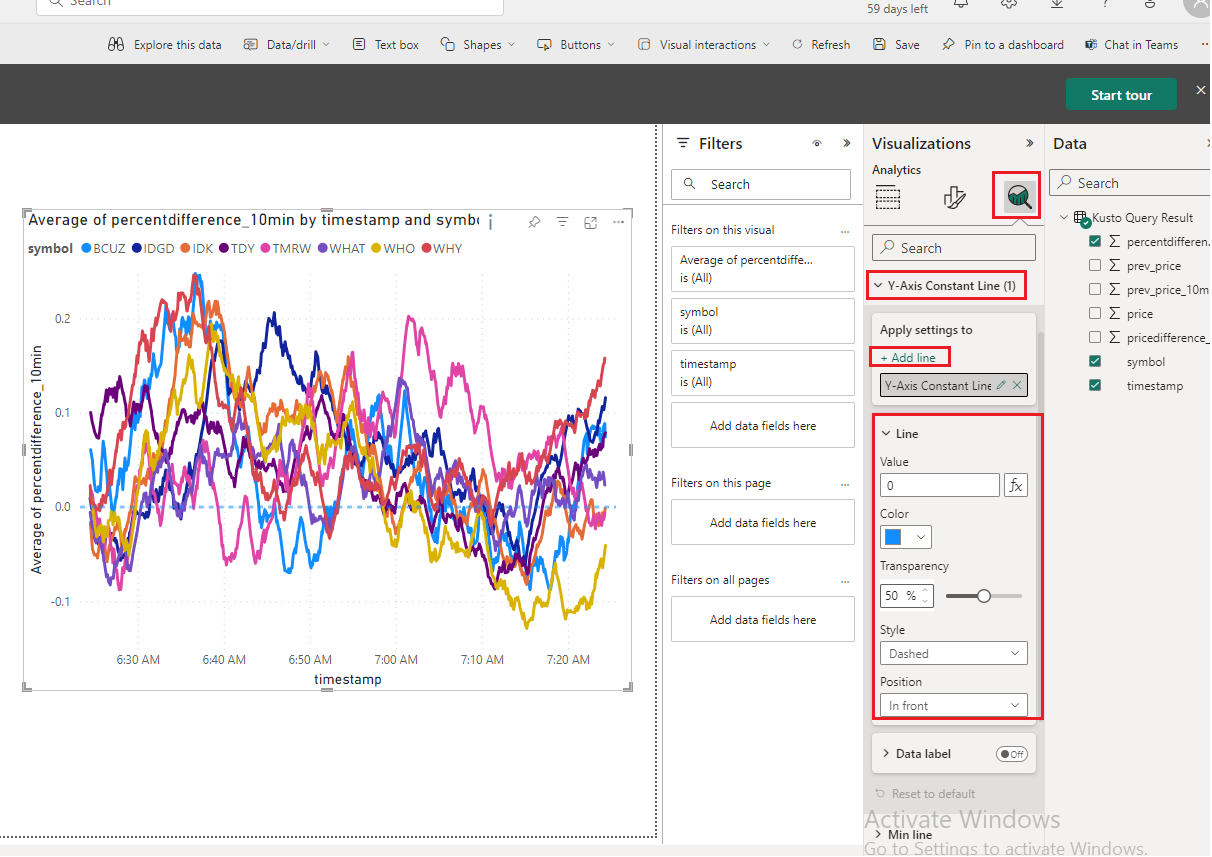 Search
59 days left
?
Explore this data
Data/drill
Text box
Shapes
Buttons
Visual interactions
Refresh
Save
Pin to a dashboard
Chat in Teams
...
Start tour
Average of percentdifference_10min by timestamp and symb
symbol
BCUZ
IDGD
IDK
TDY
TMRW
WHAT
WHO
WHY
Average of percentdifference_10min
0.2
0.1
0.0
-0.1
6:30 AM
6:40 AM
6:50 AM
7:00 AM
7:10 AM
7:20 AM
timestamp
Filters
Search
Filters on this visual
...
Average of percentdiffe...
is (All)
symbol
is (All)
timestamp
is (All)
Add data fields here
Filters on this page
...
Add data fields here
Filters on all pages
...
Add data fields here
Visualizations
Analytics
Search
Y-Axis Constant Line (1)
Apply settings to
+ Add line
Y-Axis Constant Line
Line
Value
0
fx
Color
Transparency
50 %
Style
Dashed
Position
In front
Data label
Off
Reset to default
Min line
Data
Search
Kusto Query Result
percentdifferen.
prev_price
prev_price_10m
price
pricedifference_
symbol
timestamp
Activate Windows
Go to Settings to activate Windows.